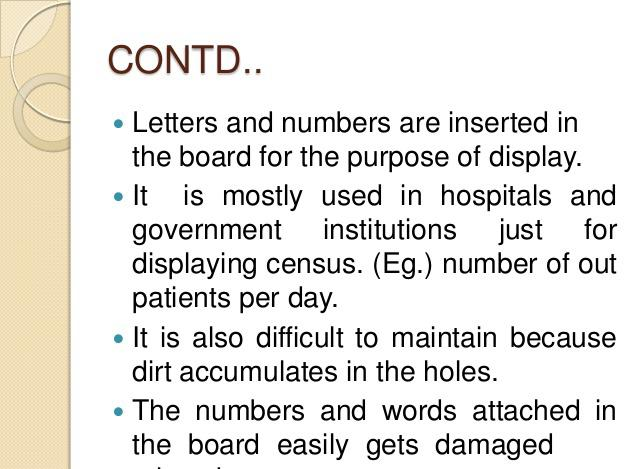 CONTD..
• Letters and numbers are inserted in
the board for the purpose of display.
• It is mostly used in hospitals and
government institutions just for
displaying census. (Eg.) number of out
patients per day.
• It is also difficult to maintain because
dirt accumulates in the holes.
• The numbers and words attached in
the board easily gets damaged